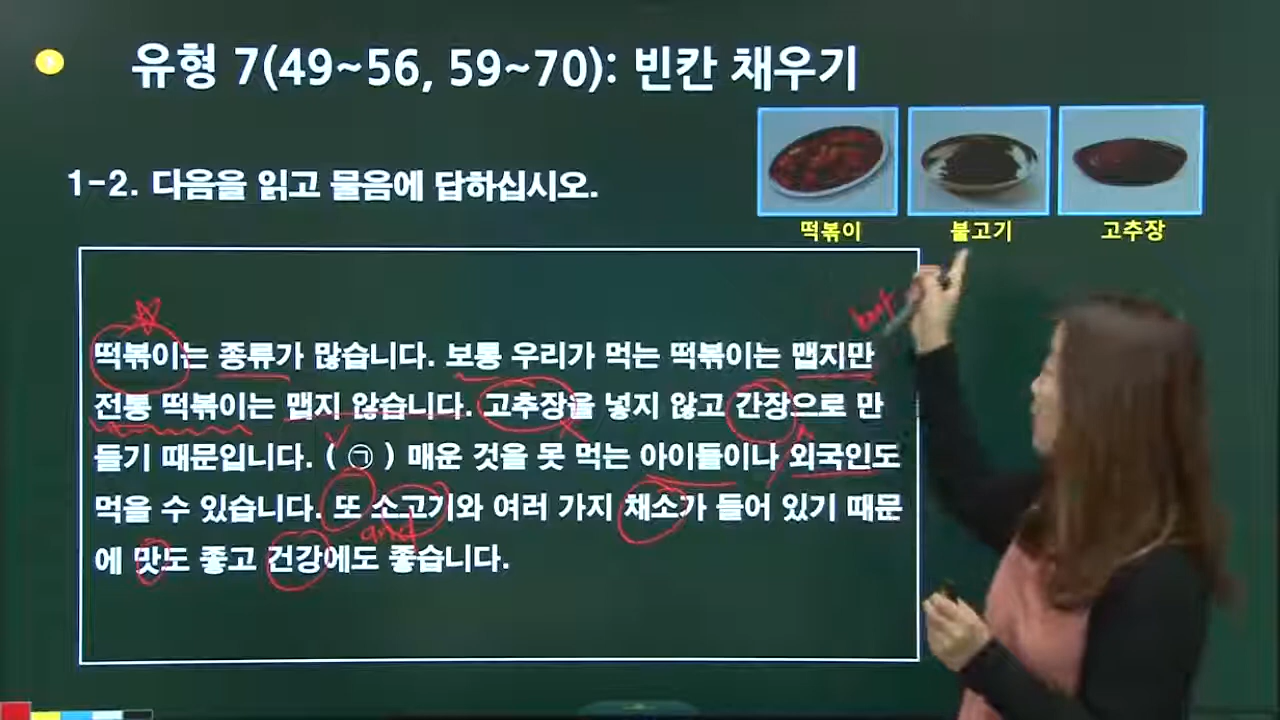 유형 7(49~56, 59~70): 빈칸 채우기
1-2. 다음을 읽고 물음에 답하십시오.
떡볶이 불고기 고추장
떡볶이는 종류가 많습니다. 보통 우리가 먹는 떡볶이는 맵지만
전통 떡볶이는 맵지 않습니다. 고추장을 넣지 않고 간장으로 만
들기 때문입니다. ( ㉠ ) 매운 것을 못 먹는 아이들이나 외국인도
먹을 수 있습니다. 또 소고기와 여러 가지 채소가 들어 있기 때문
에 맛도 좋고 건강에도 좋습니다.
and